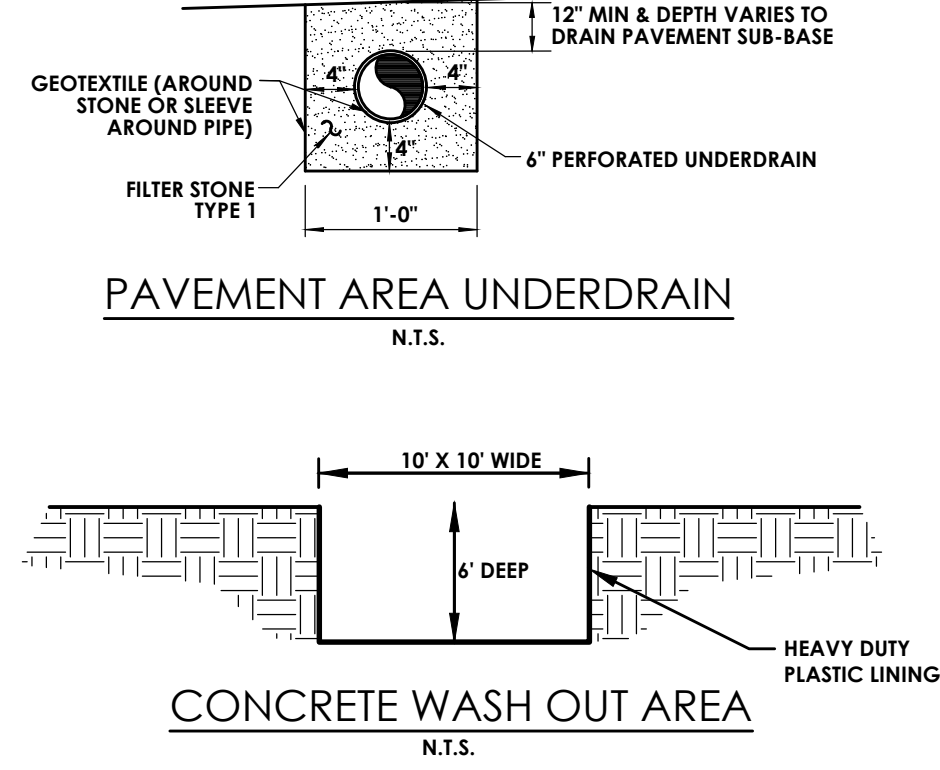 12" MIN & DEPTH VARIES TO
DRAIN PAVEMENT SUB-BASE
GEOTEXTILE (AROUND
STONE OR SLEEVE
AROUND PIPE)
4"
4"
4"
6" PERFORATED UNDERDRAIN
FILTER STONE
TYPE 1
1'-0"
PAVEMENT AREA UNDERDRAIN
N.T.S.
10' X 10' WIDE
6' DEEP
HEAVY DUTY
PLASTIC LINING
CONCRETE WASH OUT AREA
N.T.S.